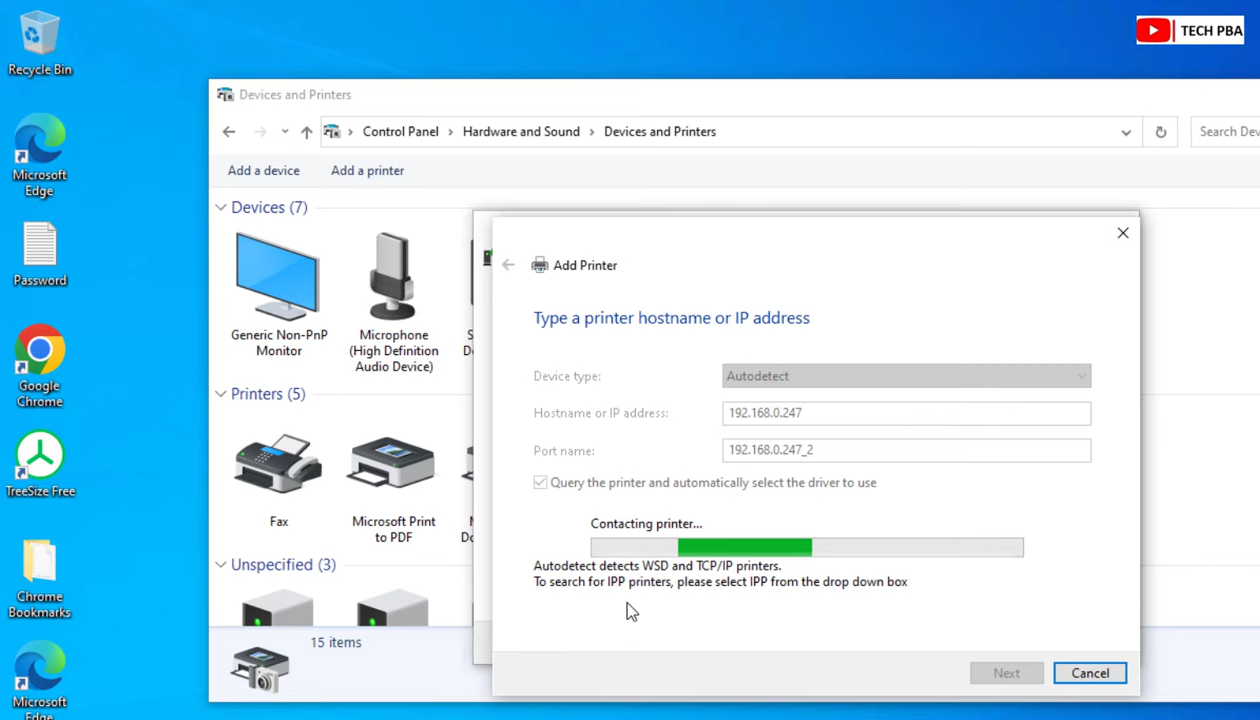 TECH PBA
Recycle Bin
Microsoft
Edge
Password
Google
Chrome
TreeSize Free
Chrome
Bookmarks
Microsoft
Edge
Devices and Printers
Control Panel > Hardware and Sound > Devices and Printers
Search Dev
Add a device
Add a printer
Devices (7)
Generic Non-PnP
Monitor
Microphone
(High Definition
Audio Device)
Printers (5)
Fax
Microsoft Print
to PDF
Unspecified (3)
15 items
Add Printer
Type a printer hostname or IP address
Device type:
Autodetect
Hostname or IP address:
192.168.0.247
Port name:
192.168.0.247_2
Query the printer and automatically select the driver to use
Contacting printer...
Autodetect detects WSD and TCP/IP printers.
To search for IPP printers, please select IPP from the drop down box
Next
Cancel